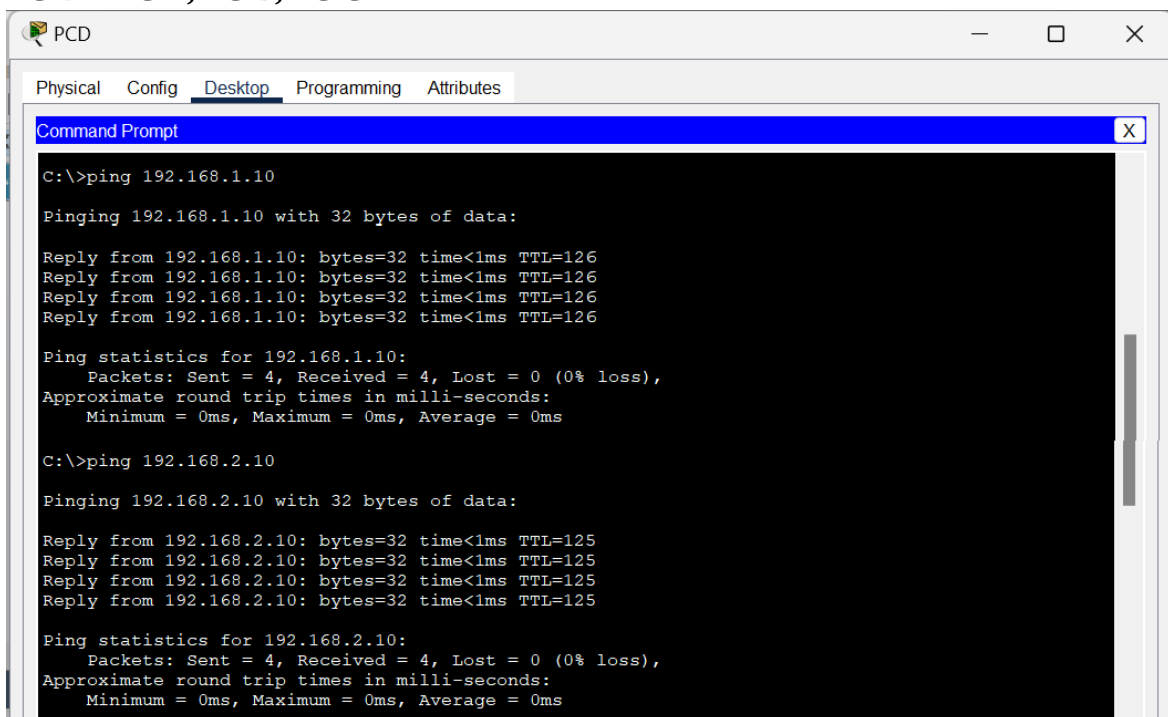 PCD
Physical Config Desktop Programming Attributes
Command Prompt
X
C:\>ping 192.168.1.10
Pinging 192.168.1.10 with 32 bytes of data:
Reply from 192.168.1.10: bytes=32 time<1ms TTL=126
Reply from 192.168.1.10: bytes=32 time<1ms TTL=126
Reply from 192.168.1.10: bytes=32 time<1ms TTL=126
Reply from 192.168.1.10: bytes=32 time<1ms TTL=126
Ping statistics for 192.168.1.10:
Packets: Sent = 4, Received = 4, Lost = 0 (0% loss),
Approximate round trip times in milli-seconds:
Minimum = 0ms, Maximum = 0ms, Average = 0ms
C:\>ping 192.168.2.10
Pinging 192.168.2.10 with 32 bytes of data:
Reply from 192.168.2.10: bytes=32 time<1ms TTL=125
Reply from 192.168.2.10: bytes=32 time<1ms TTL=125
Reply from 192.168.2.10: bytes=32 time<1ms TTL=125
Reply from 192.168.2.10: bytes=32 time<1ms TTL=125
Ping statistics for 192.168.2.10:
Packets: Sent = 4, Received = 4, Lost = 0 (0% loss),
Approximate round trip times in milli-seconds:
Minimum = 0ms, Maximum = 0ms, Average = 0ms